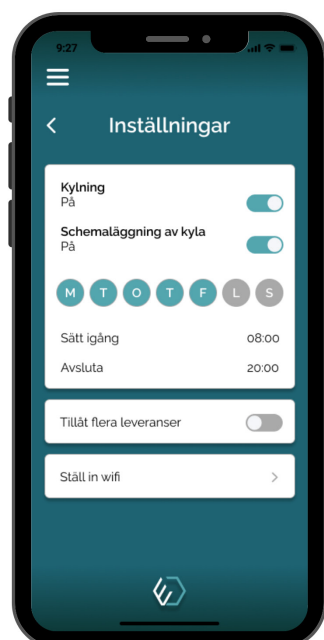 9:27
Inställningar
Kylning
På
Schemaläggning av kyla
På
M T O T F L S
Sätt igång 08:00
Avsluta 20:00
Tillåt flera leveranser
Ställ in wifi